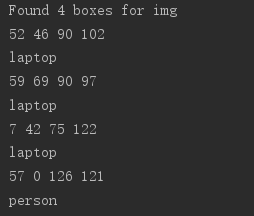 Found 4 boxes for img
52 46 90 102
laptop
59 69 90 97
laptop
7 42 75 122
laptop
57 0 126 121
person